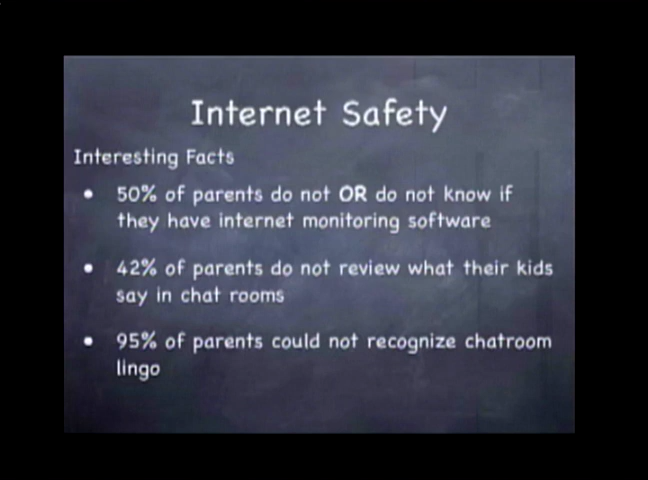 Internet Safety
Interesting Facts
• 50% of parents do not OR do not know if
they have internet monitoring software
• 42% of parents do not review what their kids
say in chat rooms
• 95% of parents could not recognize chatroom
lingo